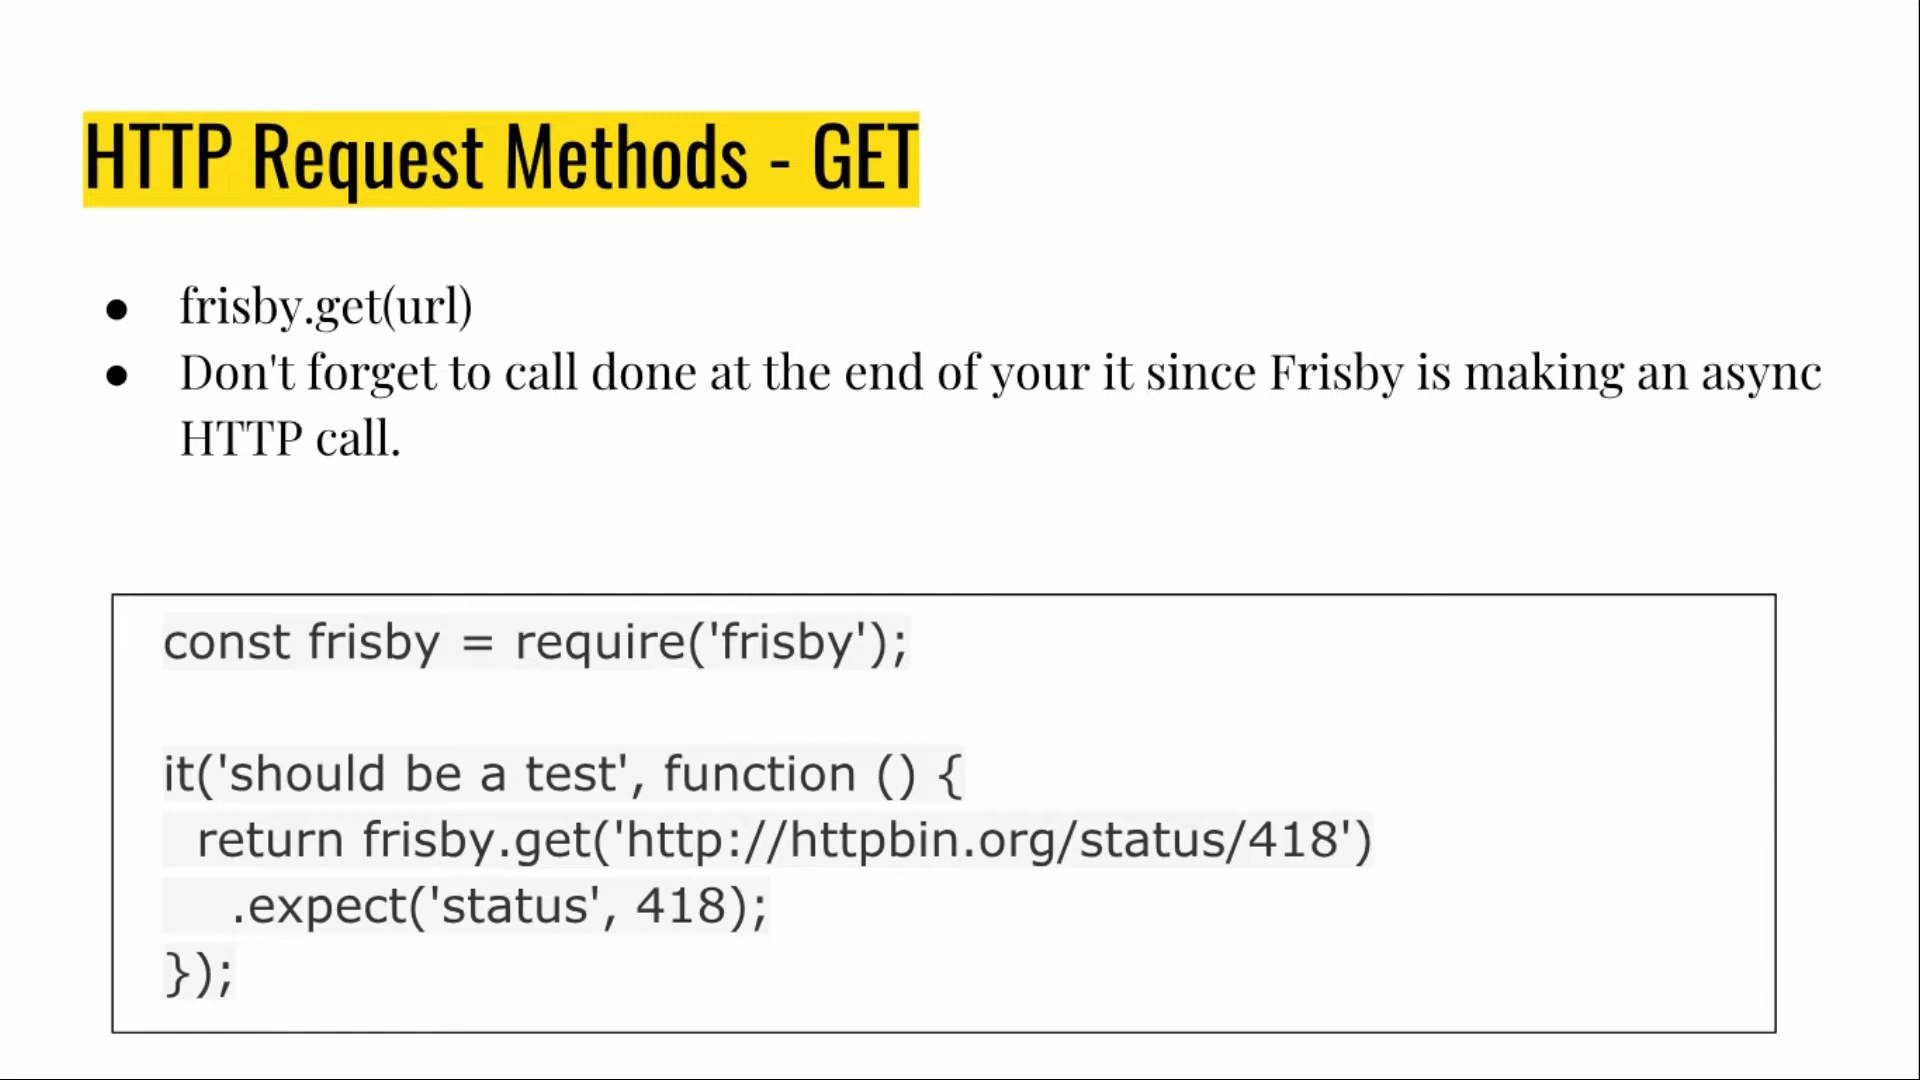 HTTP Request Methods - GET
● frisby.get(url)
● Don't forget to call done at the end of your it since Frisby is making an async
HTTP call.
const frisby = require('frisby');
it('should be a test', function () {
  return frisby.get('http://httpbin.org/status/418')
    .expect('status', 418);
});